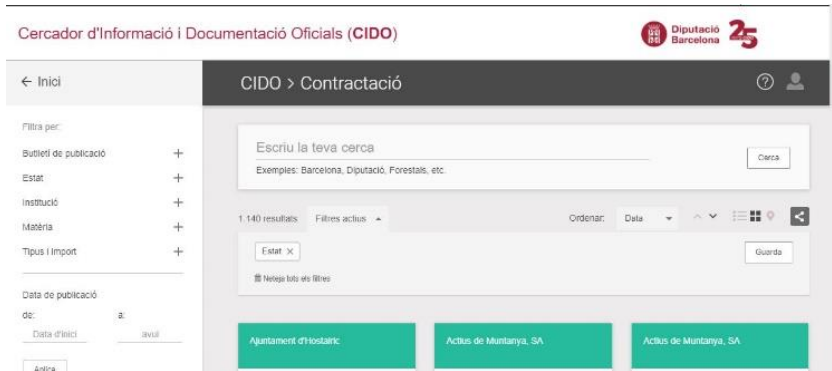 Cercador d'Informació i Documentació Oficials (CIDO)
Diputació
Barcelona
25
← Inici
CIDO > Contractació
Filtra per:
Butlletí de publicació +
Estat +
Institució +
Matèria +
Tipus i Import +
Data de publicació
de: a:
Data d'inici avui
Aplica
Escriu la teva cerca
Exemples: Barcelona, Diputació, Forestals, etc.
Cerca
1.140 resultats Filtres actius
Ordenar: Data
Estat ×
Guarda
Neteja tots els filtres
Ajuntament d'Hostalric
Actius de Muntanya, SA
Actius de Muntanya, SA